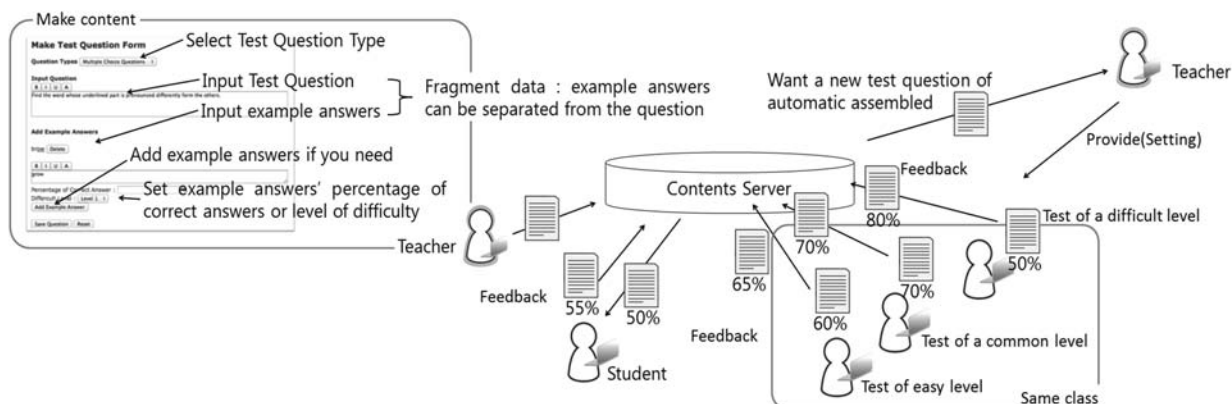 Make content
Make Test Question Form
Question Types Multiple Choice Questions
Select Test Question Type
Input Question
B I U A
Find the word whose underlined part is pronounced differently form the others.
Input Test Question
Input example answers
Fragment data : example answers
can be separated from the question
Add Example Answers
Delete
Add example answers if you need
B I U A
grow
Percentage of Correct Answer :
Level 1
Add Example Answer
Set example answers' percentage of
correct answers or level of difficulty
Save Question Reset
Teacher
Want a new test question of
automatic assembled
Teacher
Provide(Setting)
Contents Server
Feedback
80%
Test of a difficult level
50%
70%
65%
70%
60%
Feedback
55%
50%
Feedback
Student
Test of a common level
Test of easy level
Same class